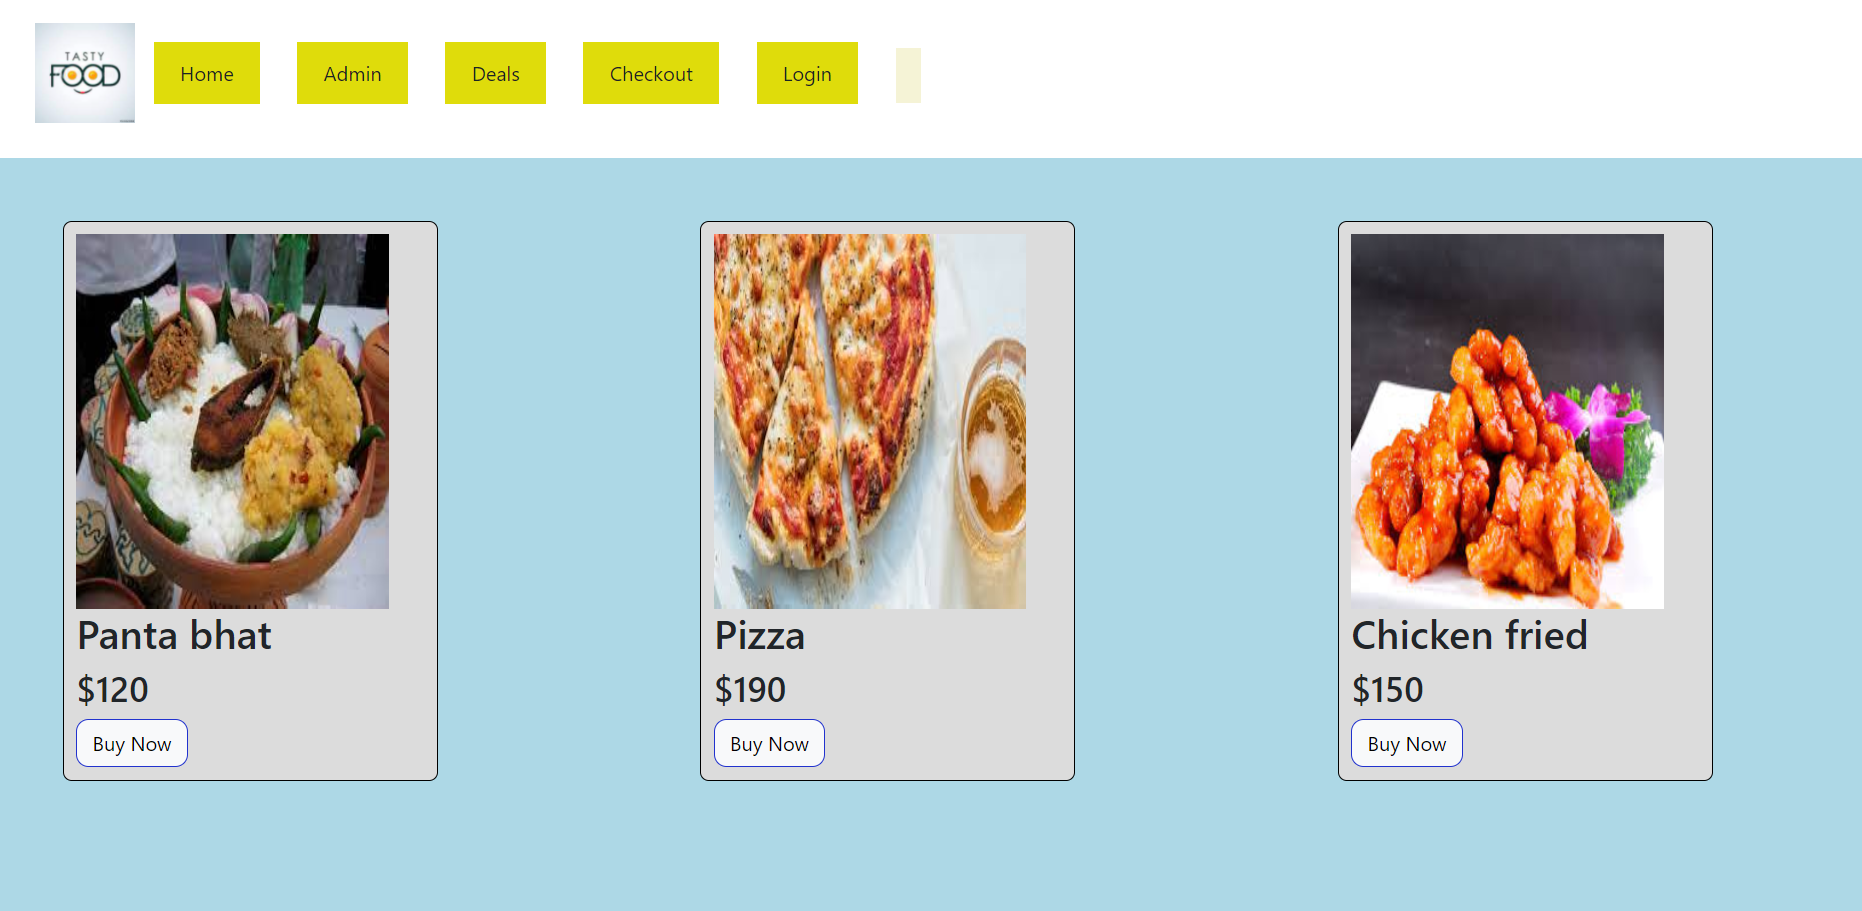 TASTY
FOOD
Home
Admin
Deals
Checkout
Login
Panta bhat
$120
Buy Now
Pizza
$190
Buy Now
Chicken fried
$150
Buy Now